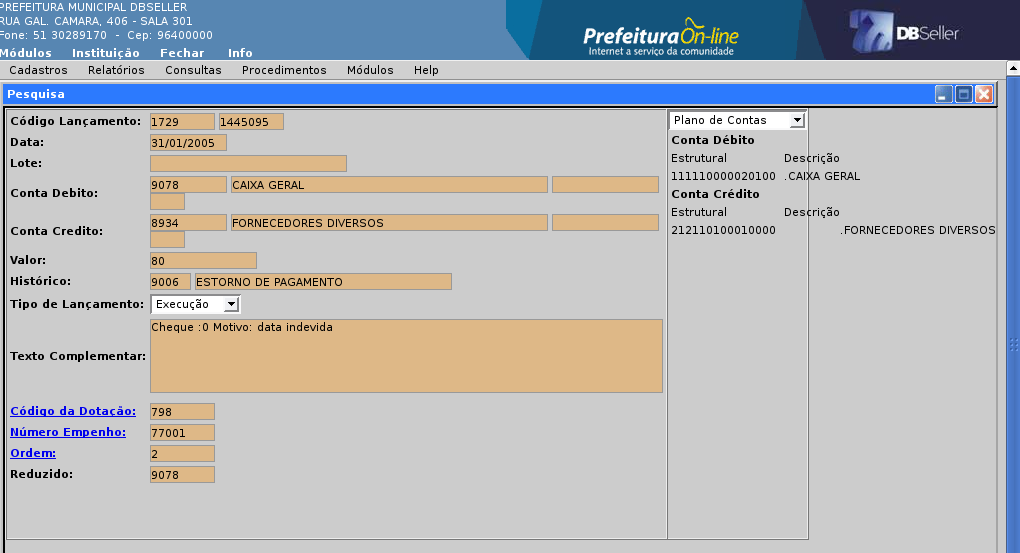 PREFEITURA MUNICIPAL DBSELLER
RUA GAL. CAMARA, 406 - SALA 301
Fone: 51 30289170 - Cep: 96400000
Módulos Instituição Fechar Info
PrefeituraOn-line
Internet a serviço da comunidade
DBSeller
Cadastros Relatórios Consultas Procedimentos Módulos Help
Pesquisa
Código Lançamento: 1729 1445095
Data: 31/01/2005
Lote:
Conta Debito: 9078 CAIXA GERAL
Conta Credito: 8934 FORNECEDORES DIVERSOS
Valor: 80
Histórico: 9006 ESTORNO DE PAGAMENTO
Tipo de Lançamento: Execução
Texto Complementar: Cheque :0 Motivo: data indevida
Código da Dotacão: 798
Número Empenho: 77001
Ordem: 2
Reduzido: 9078
Plano de Contas
Conta Débito
Estrutural Descrição
111110000020100 .CAIXA GERAL
Conta Crédito
Estrutural Descrição
212110100010000 .FORNECEDORES DIVERSOS